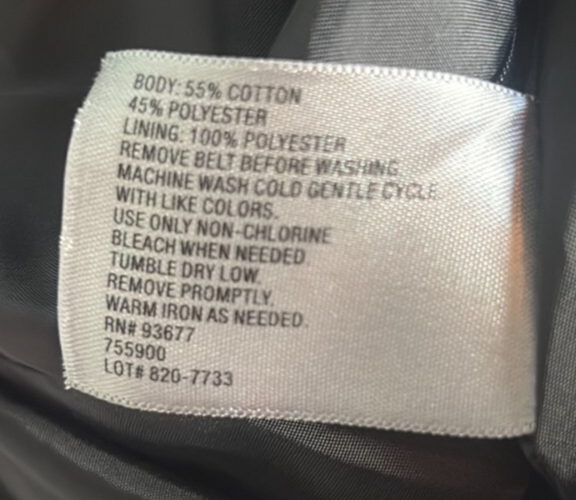 BODY: 55% COTTON
45% POLYESTER
LINING: 100% POLYESTER
REMOVE BELT BEFORE WASHING
MACHINE WASH COLD GENTLE CYCLE
WITH LIKE COLORS.
USE ONLY NON-CHLORINE
BLEACH WHEN NEEDED
TUMBLE DRY LOW.
REMOVE PROMPTLY.
WARM IRON AS NEEDED.
RN# 93677
755900
LOT# 820-7733